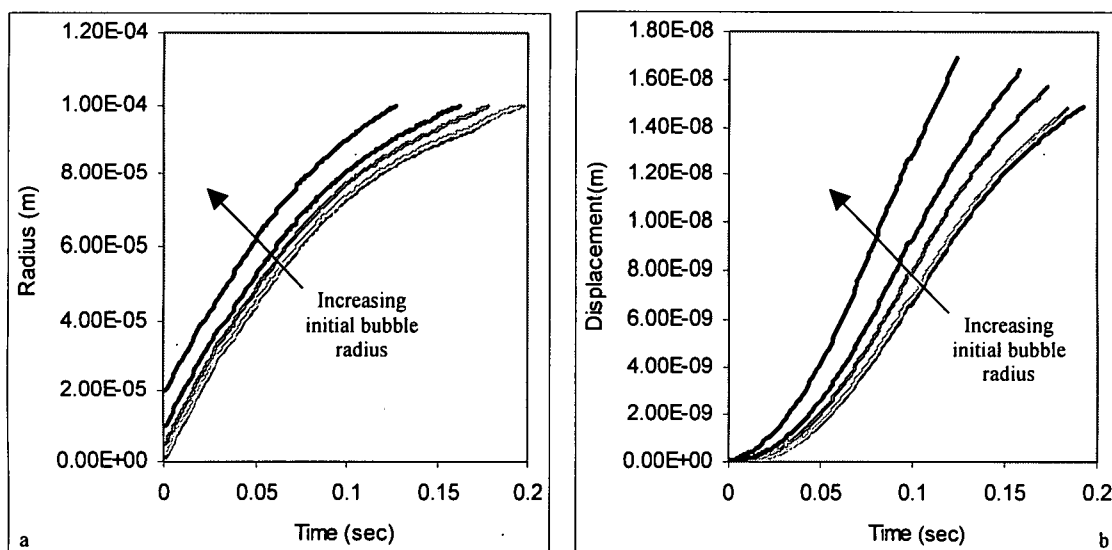 1.20E-04
1.00E-04
8.00E-05
6.00E-05
4.00E-05
2.00E-05
0.00E+00
Radius (m)
Increasing
initial bubble
radius
0
0.05
0.1
0.15
0.2
Time (sec)
a
1.80E-08
1.60E-08
1.40E-08
1.20E-08
1.00E-08
8.00E-09
6.00E-09
4.00E-09
2.00E-09
0.00E+00
Displacement(m)
Increasing
initial bubble
radius
0
0.05
0.1
0.15
0.2
Time (sec)
b